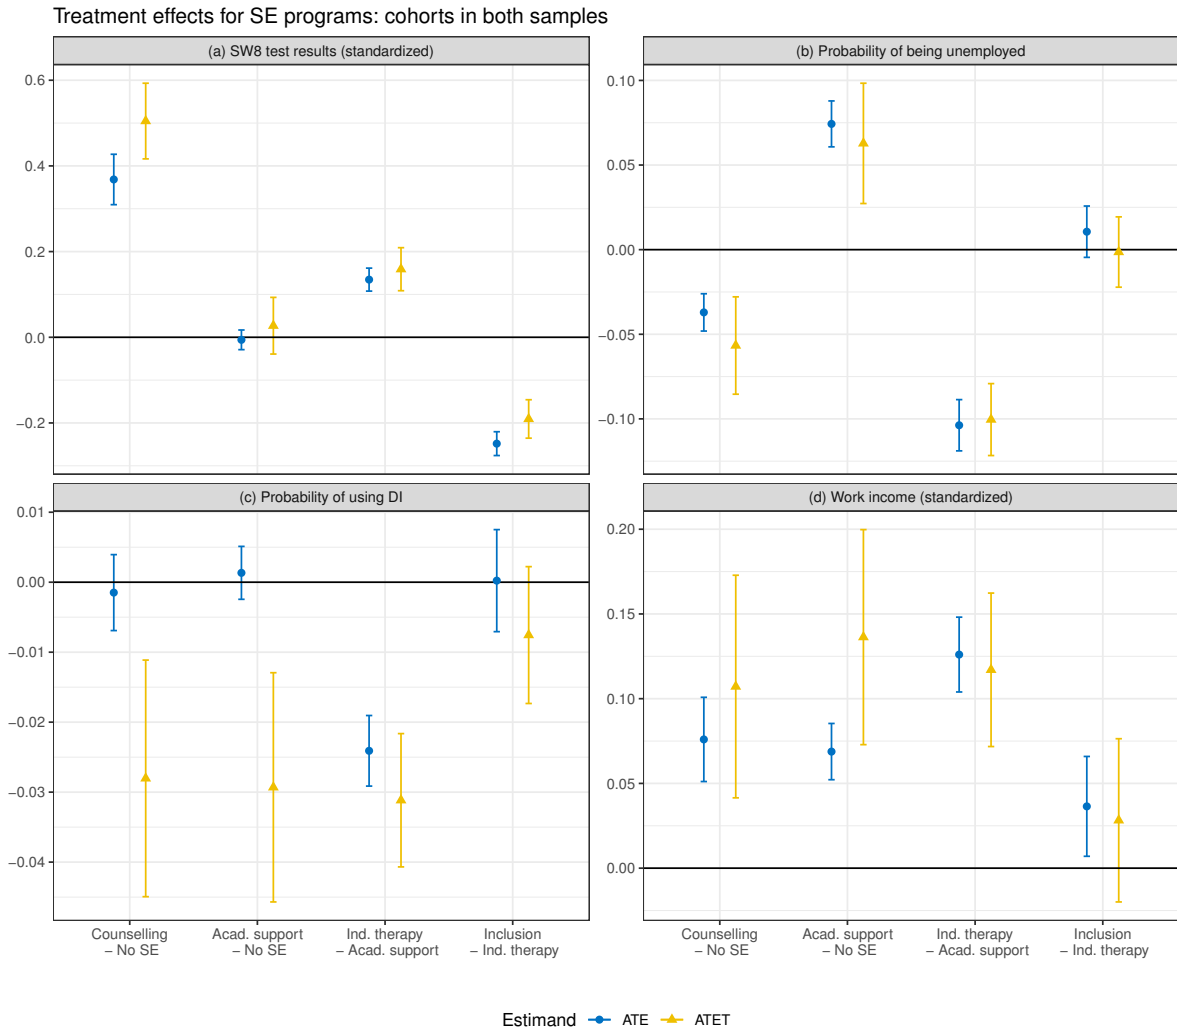 Treatment effects for SE programs: cohorts in both samples
(a) SW8 test results (standardized)
0.6
0.4
0.2
0.0
−0.2
(b) Probability of being unemployed
0.10
0.05
0.00
−0.05
−0.10
(c) Probability of using DI
0.01
0.00
−0.01
−0.02
−0.03
−0.04
(d) Work income (standardized)
0.20
0.15
0.10
0.05
0.00
Counselling
− No SE
Acad. support
− No SE
Ind. therapy
− Acad. support
Inclusion
− Ind. therapy
Counselling
− No SE
Acad. support
− No SE
Ind. therapy
− Acad. support
Inclusion
− Ind. therapy
Estimand ATE ATET